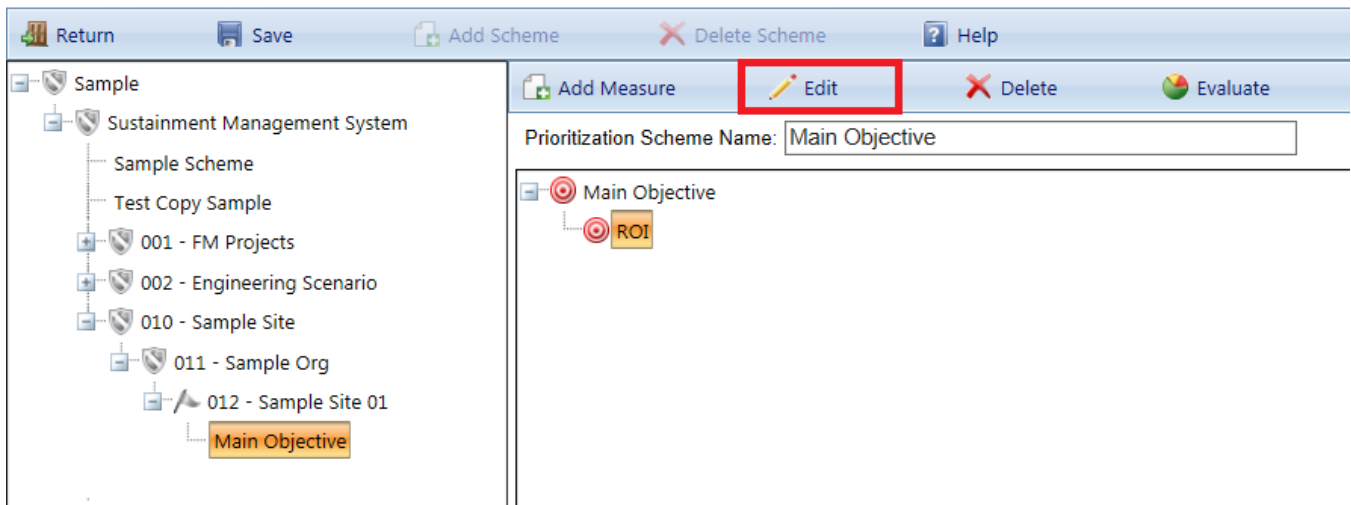 Return Save Add Scheme Delete Scheme Help
Sample
Sustainment Management System
Sample Scheme
Test Copy Sample
001 - FM Projects
002 - Engineering Scenario
010 - Sample Site
011 - Sample Org
012 - Sample Site 01
Main Objective
Add Measure Edit Delete Evaluate
Prioritization Scheme Name: Main Objective
Main Objective
ROI